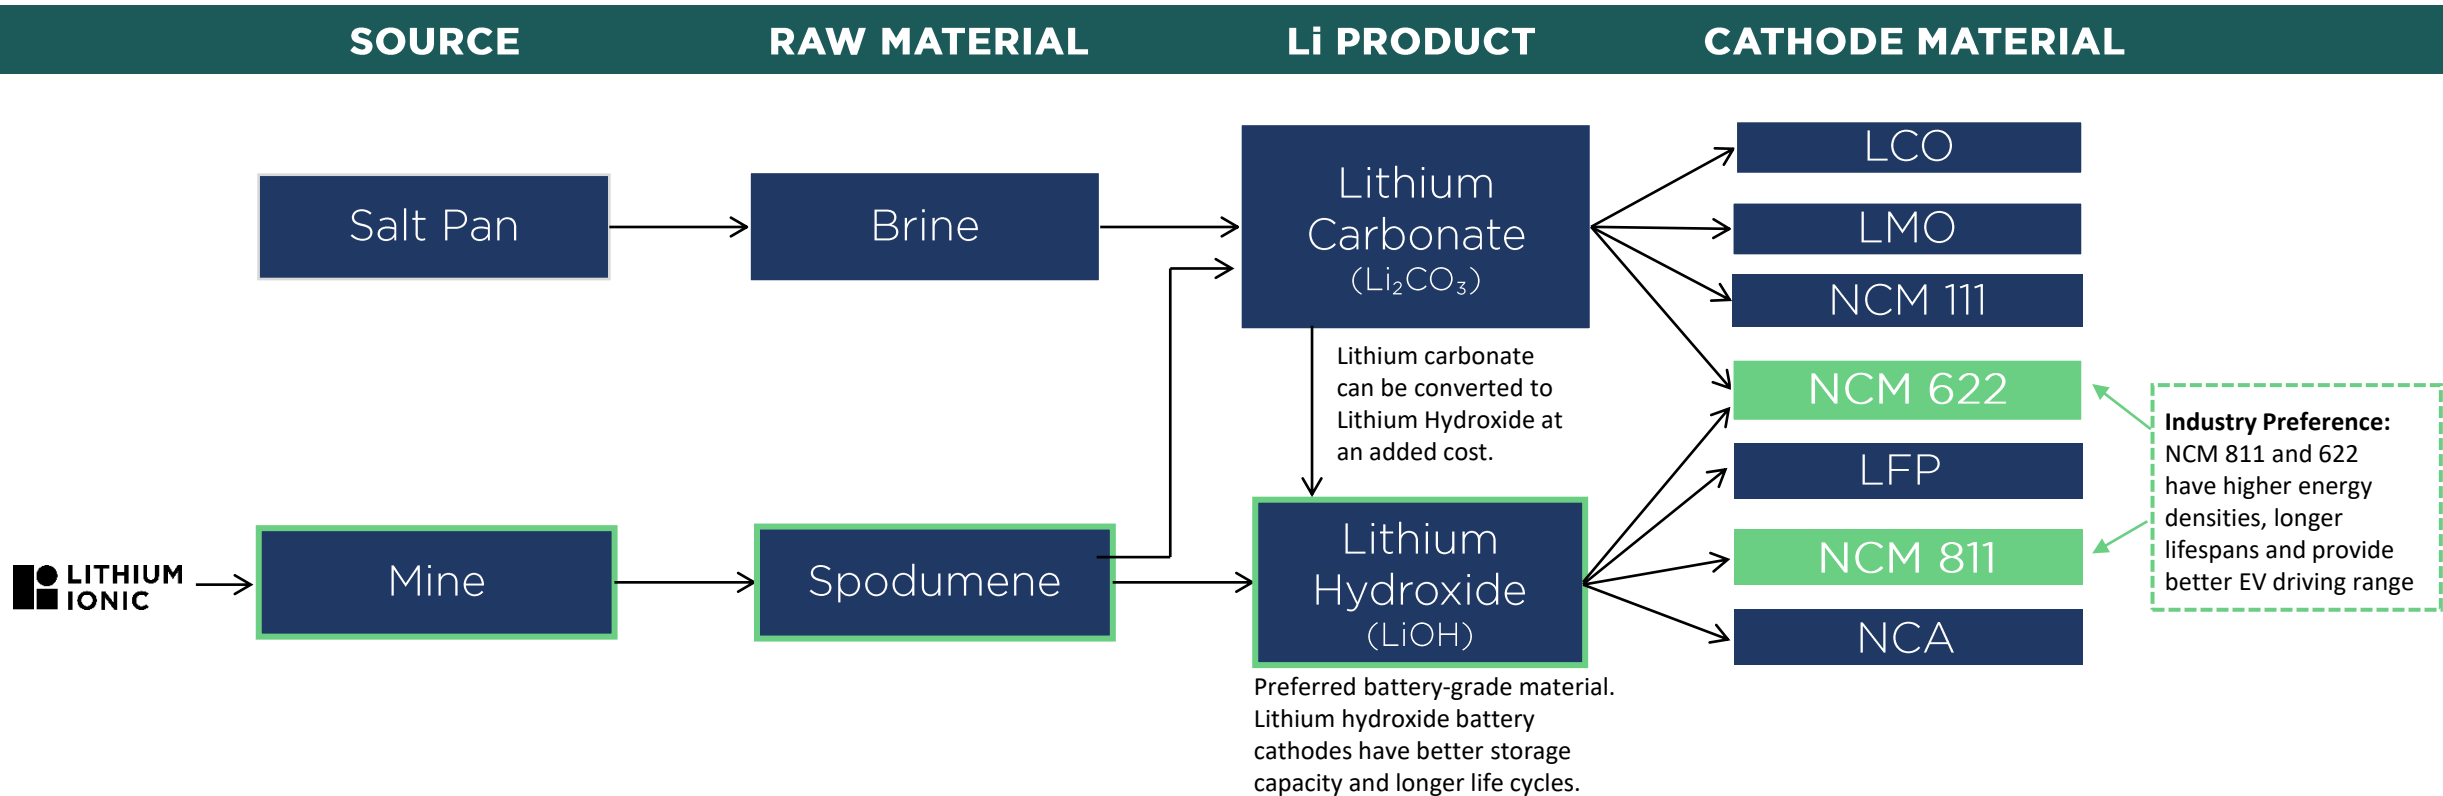 SOURCE
RAW MATERIAL
Li PRODUCT
CATHODE MATERIAL
Salt Pan
Brine
Lithium
Carbonate
(Li₂CO₃)
LCO
LMO
NCM 111
NCM 622
LFP
NCM 811
NCA
Lithium carbonate
can be converted to
Lithium Hydroxide at
an added cost.
LITHIUM
IONIC
Mine
Spodumene
Lithium
Hydroxide
(LiOH)
Preferred battery-grade material.
Lithium hydroxide battery
cathodes have better storage
capacity and longer life cycles.
Industry Preference:
NCM 811 and 622
have higher energy
densities, longer
lifespans and provide
better EV driving range